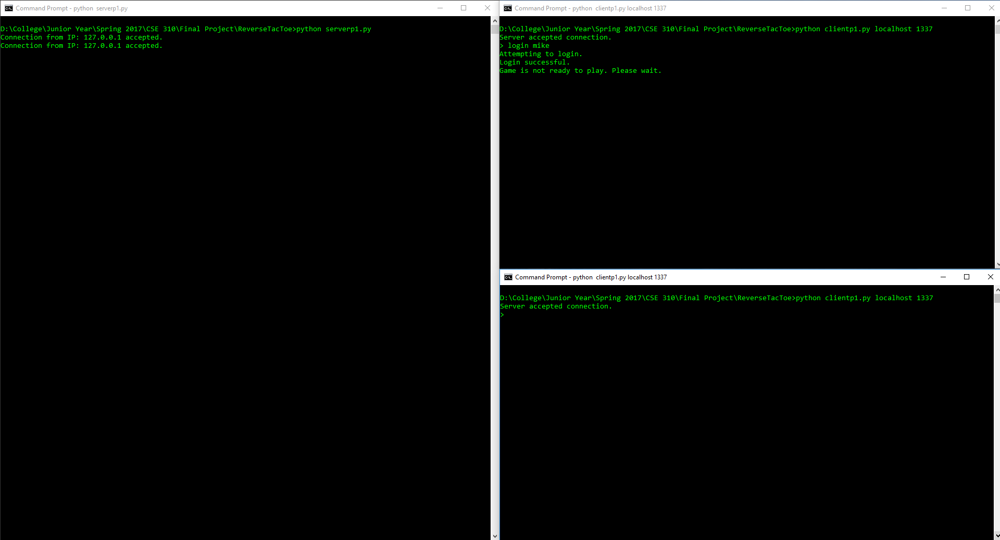 Command Prompt - python  serverp1.py
D:\College\Junior Year\Spring 2017\CSE 310\Final Project\ReverseTacToe>python serverp1.py
Connection from IP: 127.0.0.1 accepted.
Connection from IP: 127.0.0.1 accepted.
Command Prompt - python  clientp1.py localhost 1337
D:\College\Junior Year\Spring 2017\CSE 310\Final Project\ReverseTacToe>python clientp1.py localhost 1337
Server accepted connection.
> login mike
Attempting to login.
Login successful.
Game is not ready to play. Please wait.
Command Prompt - python  clientp1.py localhost 1337
D:\College\Junior Year\Spring 2017\CSE 310\Final Project\ReverseTacToe>python clientp1.py localhost 1337
Server accepted connection.
>